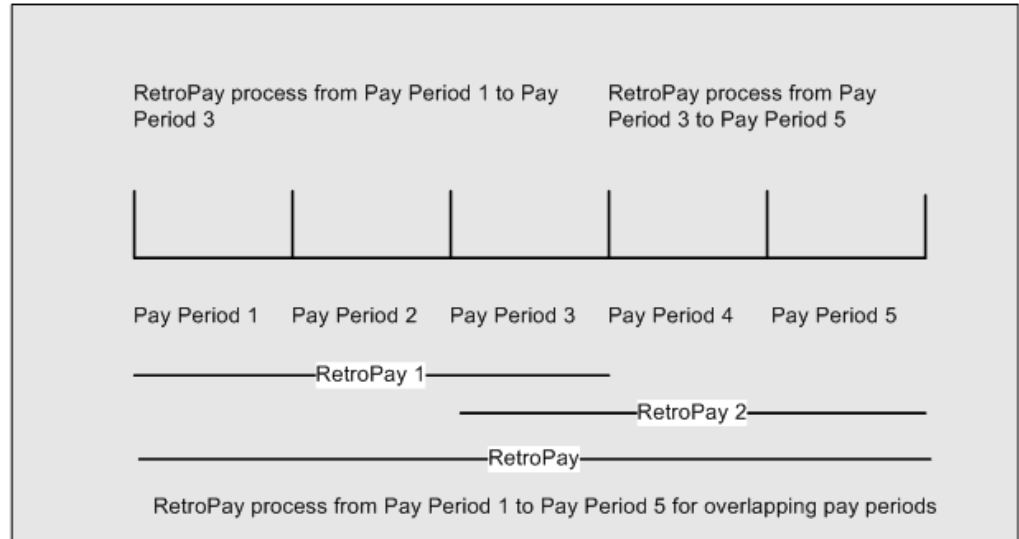 RetroPay process from Pay Period 1 to Pay
Period 3
RetroPay process from Pay
Period 3 to Pay Period 5
Pay Period 1
Pay Period 2
Pay Period 3
Pay Period 4
Pay Period 5
RetroPay 1
RetroPay 2
RetroPay
RetroPay process from Pay Period 1 to Pay Period 5 for overlapping pay periods